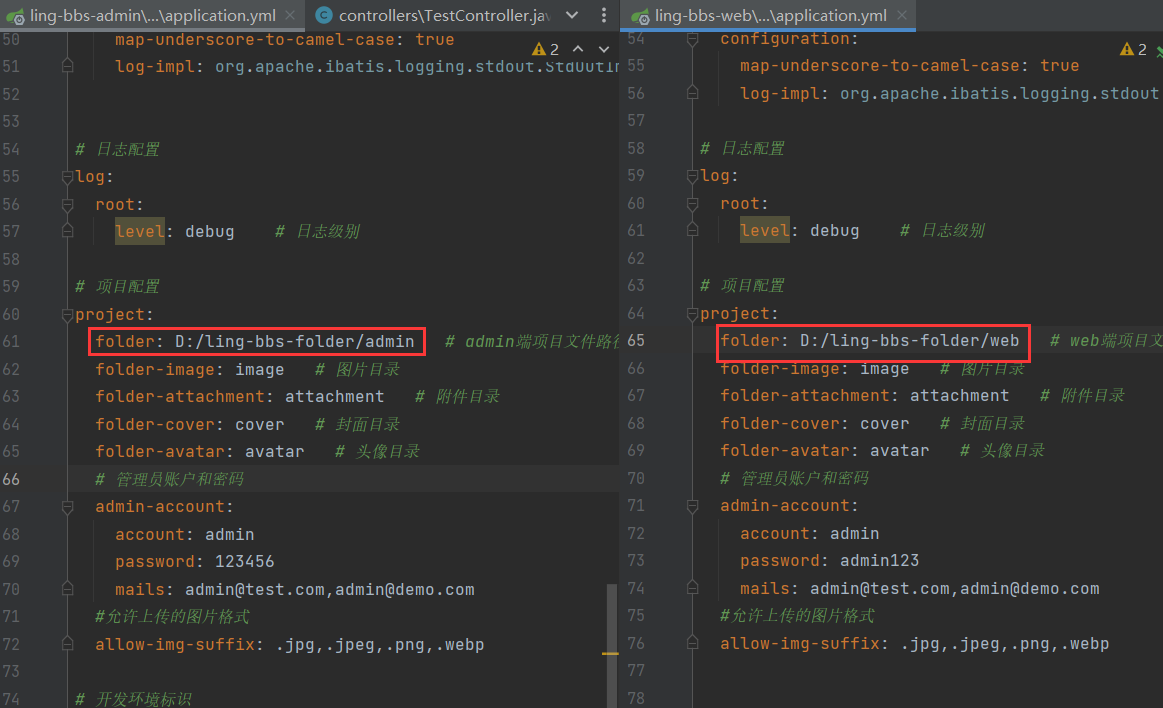 ling-bbs-admin\...\application.yml
controllers\TestController.jav
50 map-underscore-to-camel-case: true
2
51 log-impl: org.apache.ibatis.logging.stdout.StdOutIm
52
53
54 # 日志配置
55 log:
56 root:
57 level: debug # 日志级别
58
59 # 项目配置
60 project:
61 folder: D:/ling-bbs-folder/admin # admin端项目文件路径
62 folder-image: image # 图片目录
63 folder-attachment: attachment # 附件目录
64 folder-cover: cover # 封面目录
65 folder-avatar: avatar # 头像目录
66 # 管理员账户和密码
67 admin-account:
68 account: admin
69 password: 123456
70 mails: admin@test.com,admin@demo.com
71 #允许上传的图片格式
72 allow-img-suffix: .jpg,.jpeg,.png,.webp
73
74 # 开发环境标识
ling-bbs-web\...\application.yml
54 configuration:
2
55 map-underscore-to-camel-case: true
56 log-impl: org.apache.ibatis.logging.stdout
57
58 # 日志配置
59 log:
60 root:
61 level: debug # 日志级别
62
63 # 项目配置
64 project:
65 folder: D:/ling-bbs-folder/web # web端项目文
66 folder-image: image # 图片目录
67 folder-attachment: attachment # 附件目录
68 folder-cover: cover # 封面目录
69 folder-avatar: avatar # 头像目录
70 # 管理员账户和密码
71 admin-account:
72 account: admin
73 password: admin123
74 mails: admin@test.com,admin@demo.com
75 #允许上传的图片格式
76 allow-img-suffix: .jpg,.jpeg,.png,.webp
77
78